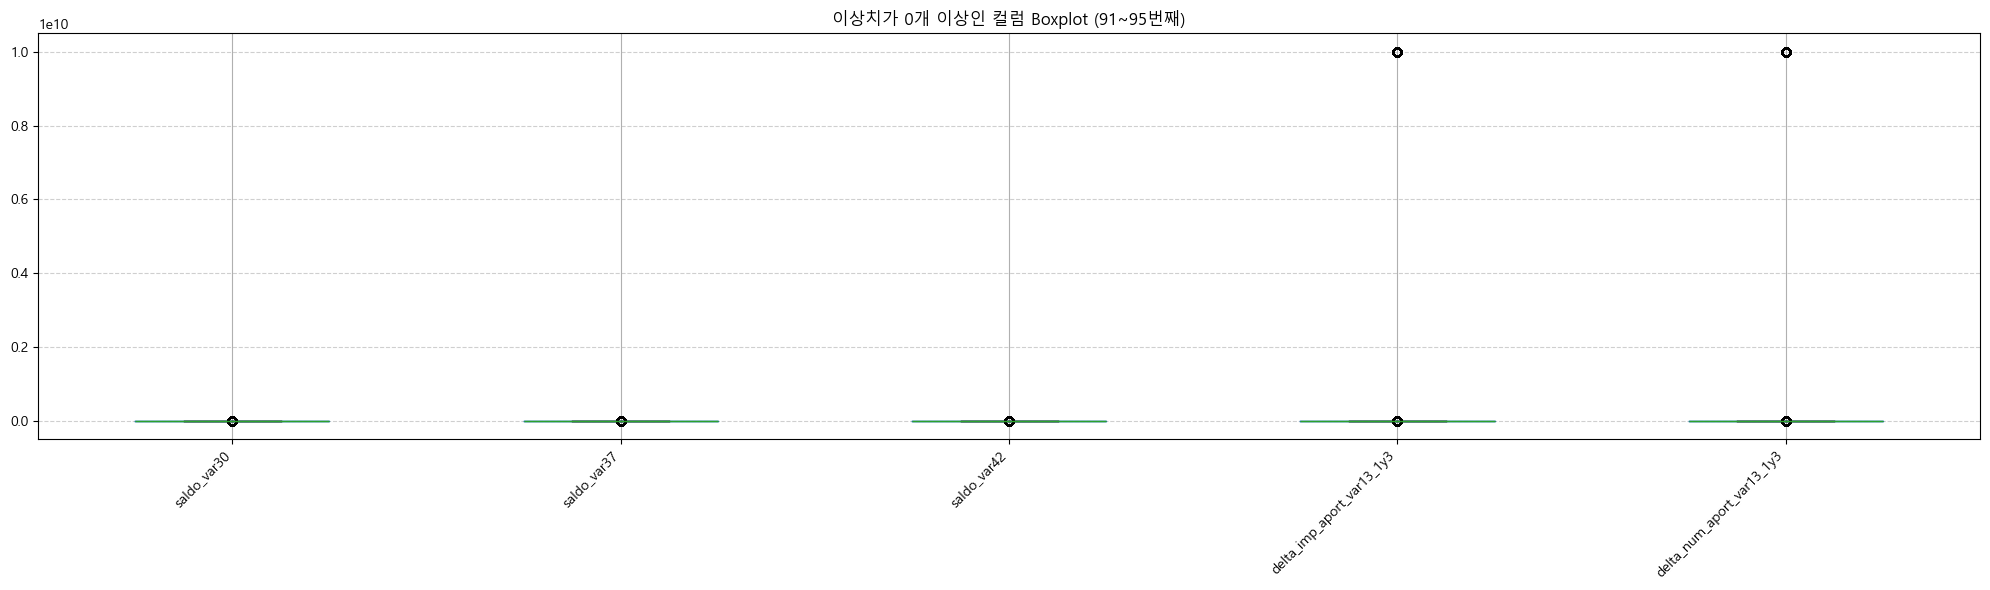 이상치가 0개 이상인 컬럼 Boxplot (91~95번째)
1e10
1.0
0.8
0.6
0.4
0.2
0.0
saldo_var30
saldo_var37
saldo_var42
delta_imp_aport_var13_1y3
delta_num_aport_var13_1y3